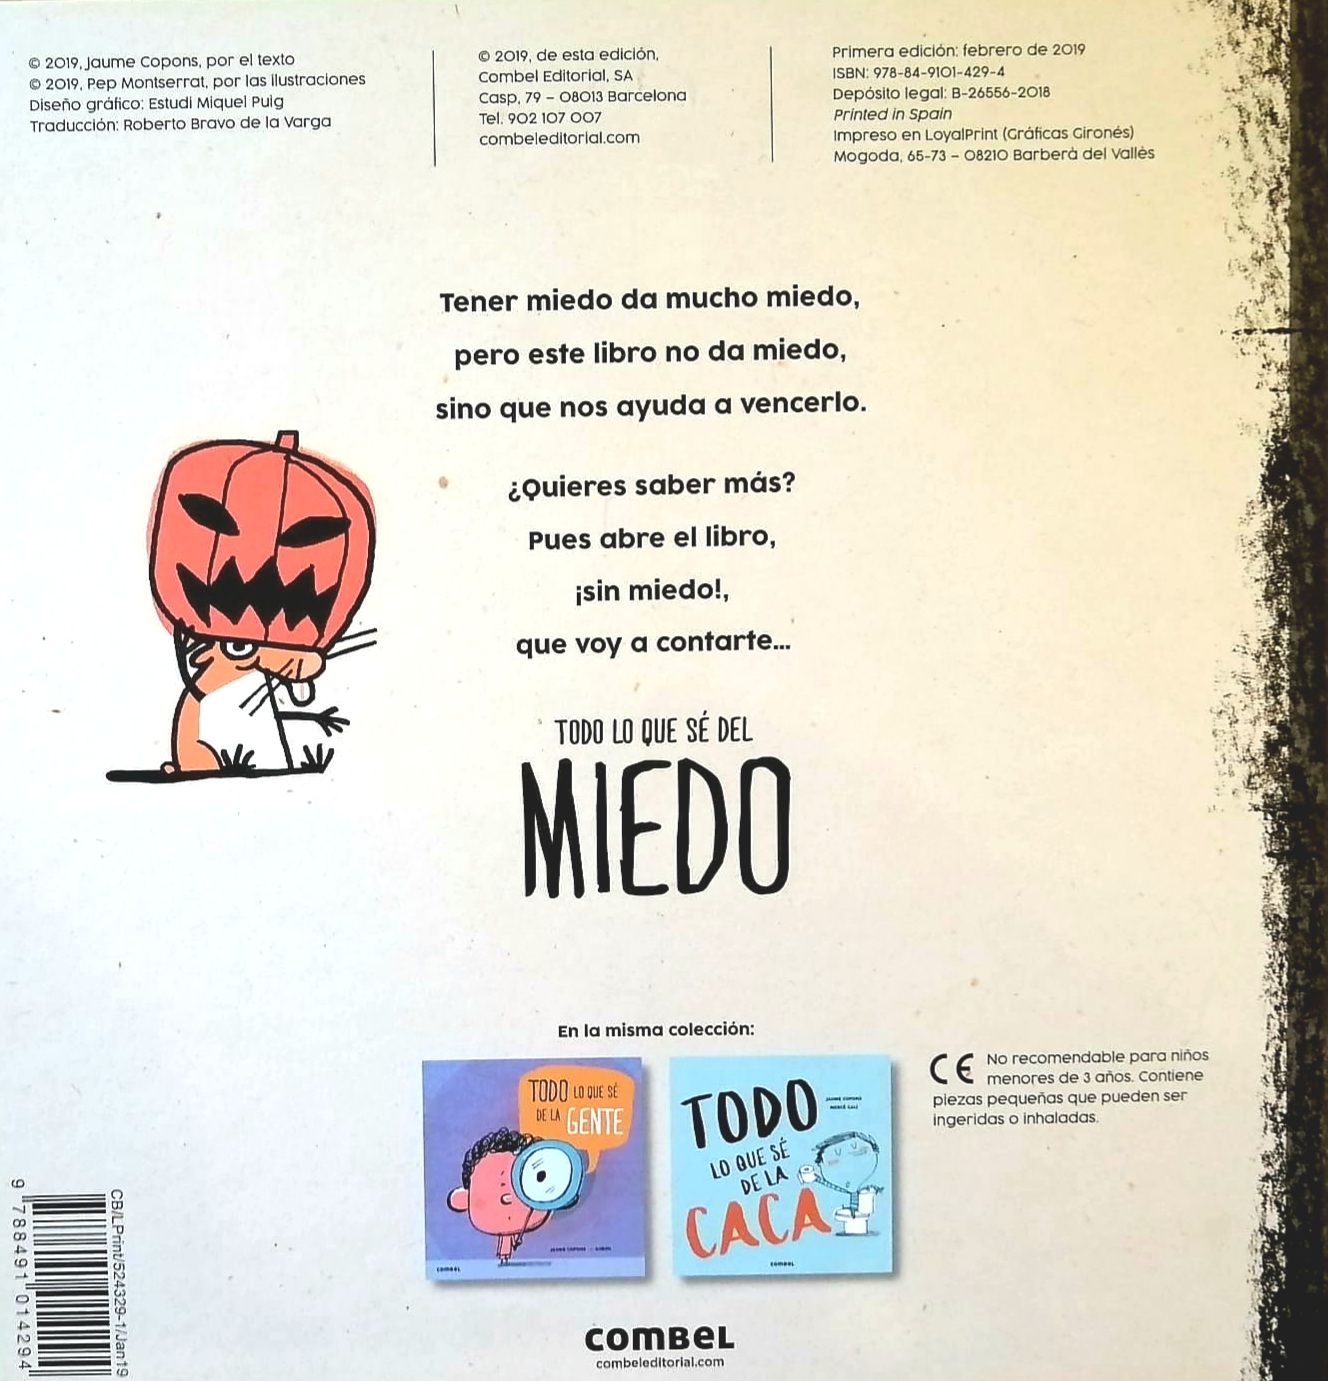 © 2019, Jaume Copons, por el texto
© 2019, Pep Montserrat, por las ilustraciones
Diseño gráfico: Estudi Miquel Puig
Traducción: Roberto Bravo de la Varga
© 2019, de esta edición,
Combel Editorial, SA
Casp, 79 – 08013 Barcelona
Tel. 902 107 007
combeleditorial.com
Primera edición: febrero de 2019
ISBN: 978-84-9101-429-4
Depósito legal: B-26556-2018
Printed in Spain
Impreso en LoyalPrint (Gráficas Gironés)
Mogoda, 65-73 – 08210 Barberà del Vallès
Tener miedo da mucho miedo,
pero este libro no da miedo,
sino que nos ayuda a vencerlo.
¿Quieres saber más?
Pues abre el libro,
¡sin miedo!,
que voy a contarte...
TODO LO QUE SÉ DEL
MIEDO
En la misma colección:
TODO LO QUE SÉ
DE LA GENTE
JAUME COPONS
COMBEL
TODO
JAUME COPONS
MERCÈ GALÍ
LO QUE SÉ
DE LA
CACA
COMBEL
CE No recomendable para niños
menores de 3 años. Contiene
piezas pequeñas que pueden ser
ingeridas o inhaladas.
CB/LPrint/524329-1/Jan19
9 788491 014294
COMBEL
combeleditorial.com